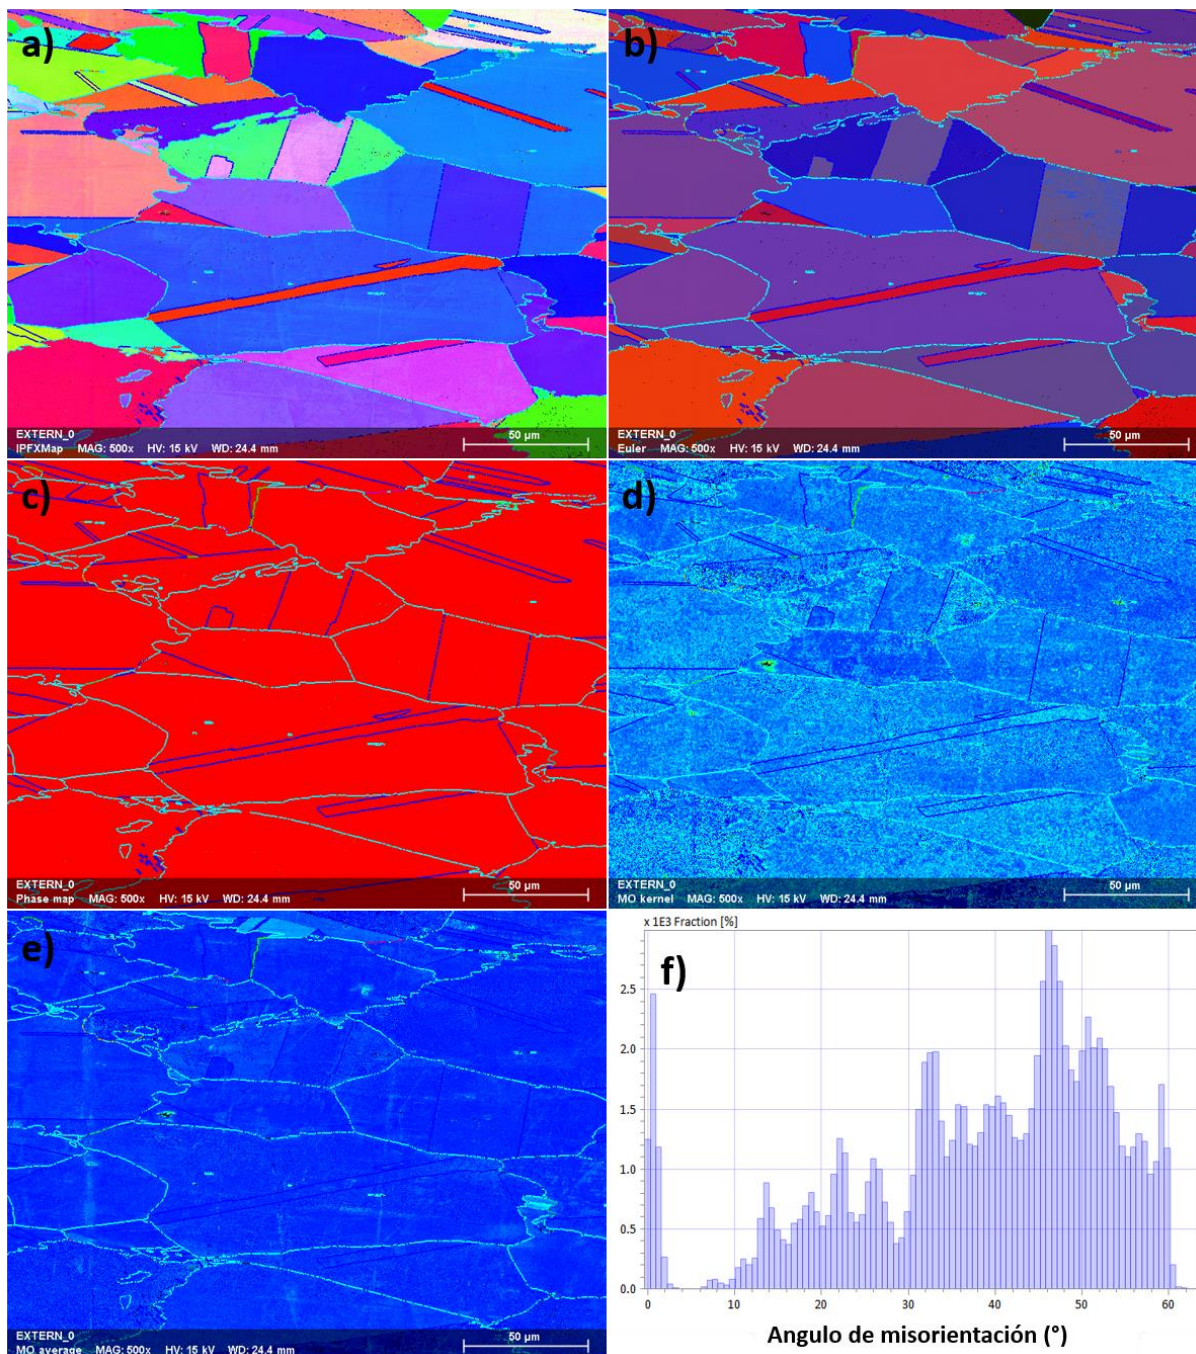 a)
EXTERN_0
IPFXMap MAG: 500x HV: 15 kV WD: 24.4 mm
50 µm
b)
EXTERN_0
Euler MAG: 500x HV: 15 kV WD: 24.4 mm
50 µm
c)
EXTERN_0
Phase map MAG: 500x HV: 15 kV WD: 24.4 mm
50 µm
d)
EXTERN_0
MO kernel MAG: 500x HV: 15 kV WD: 24.4 mm
50 µm
e)
EXTERN_0
MO average MAG: 500x HV: 15 kV WD: 24.4 mm
50 µm
x 1E3 Fraction [%]
f)
2.5
2.0
1.5
1.0
0.5
0.0
0 10 20 30 40 50 60
Angulo de misorientación (°)